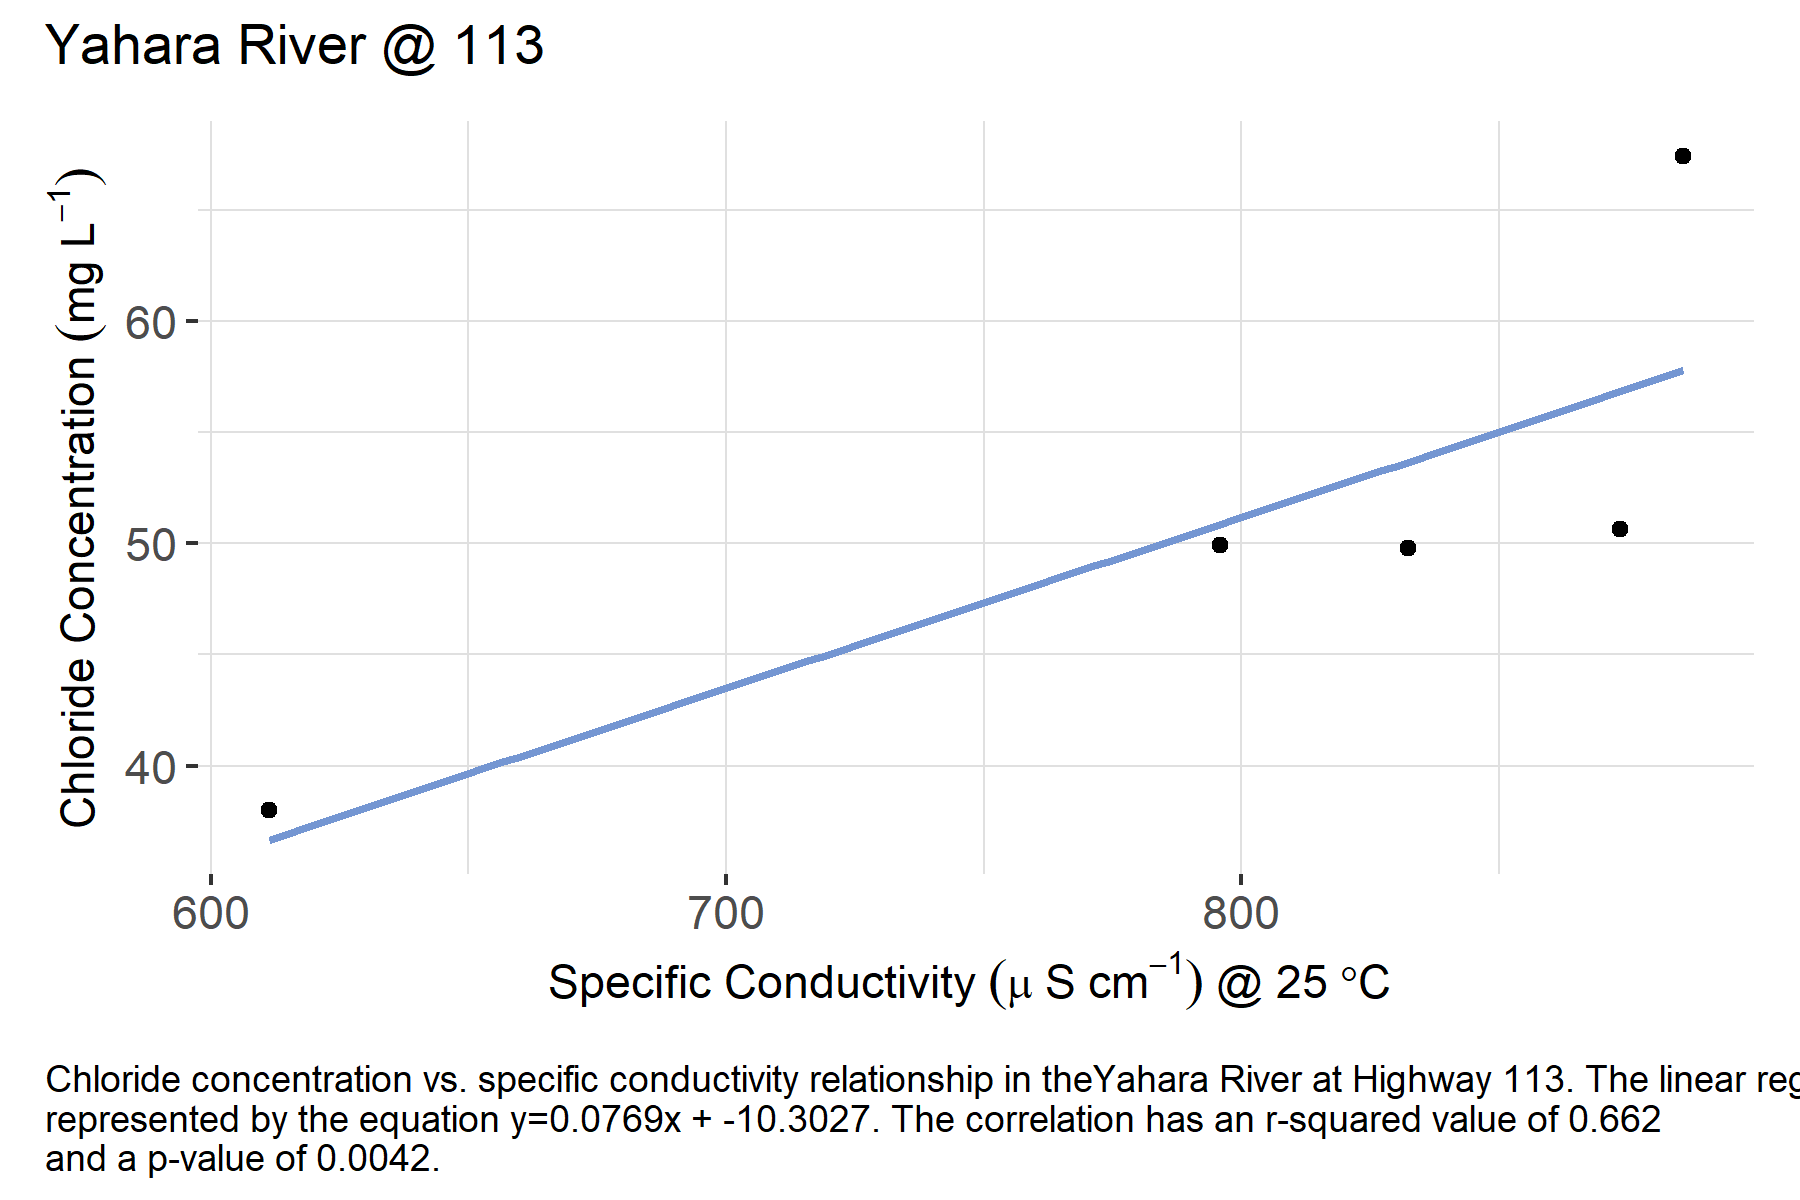 Yahara River @ 113
Chloride Concentration (mg L⁻¹)
60
50
40
600 700 800
Specific Conductivity (μ S cm⁻¹) @ 25 °C
Chloride concentration vs. specific conductivity relationship in theYahara River at Highway 113. The linear reg
represented by the equation y=0.0769x + -10.3027. The correlation has an r-squared value of 0.662
and a p-value of 0.0042.